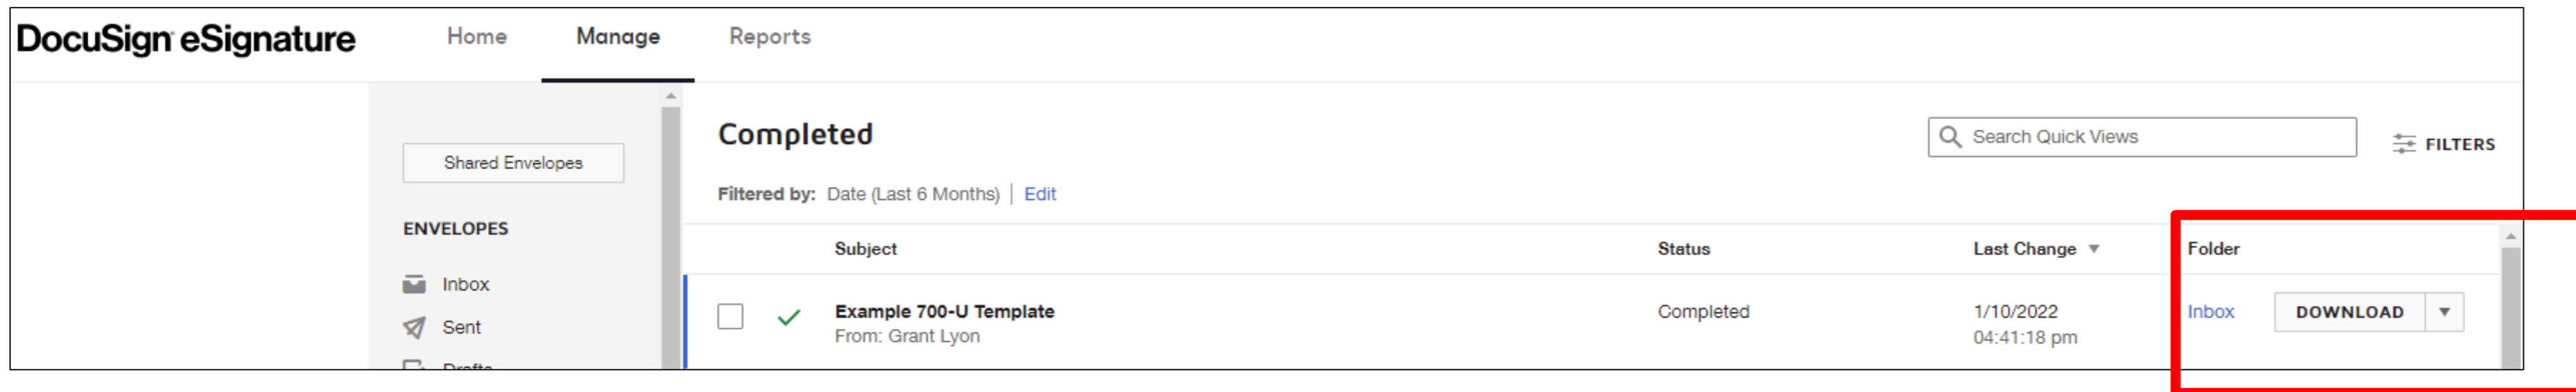 DocuSign eSignature Home Manage Reports
Shared Envelopes
ENVELOPES
Inbox
Sent
Drafts
Completed
Search Quick Views
FILTERS
Filtered by: Date (Last 6 Months) | Edit
Subject Status Last Change Folder
Example 700-U Template Completed 1/10/2022 Inbox DOWNLOAD
From: Grant Lyon 04:41:18 pm